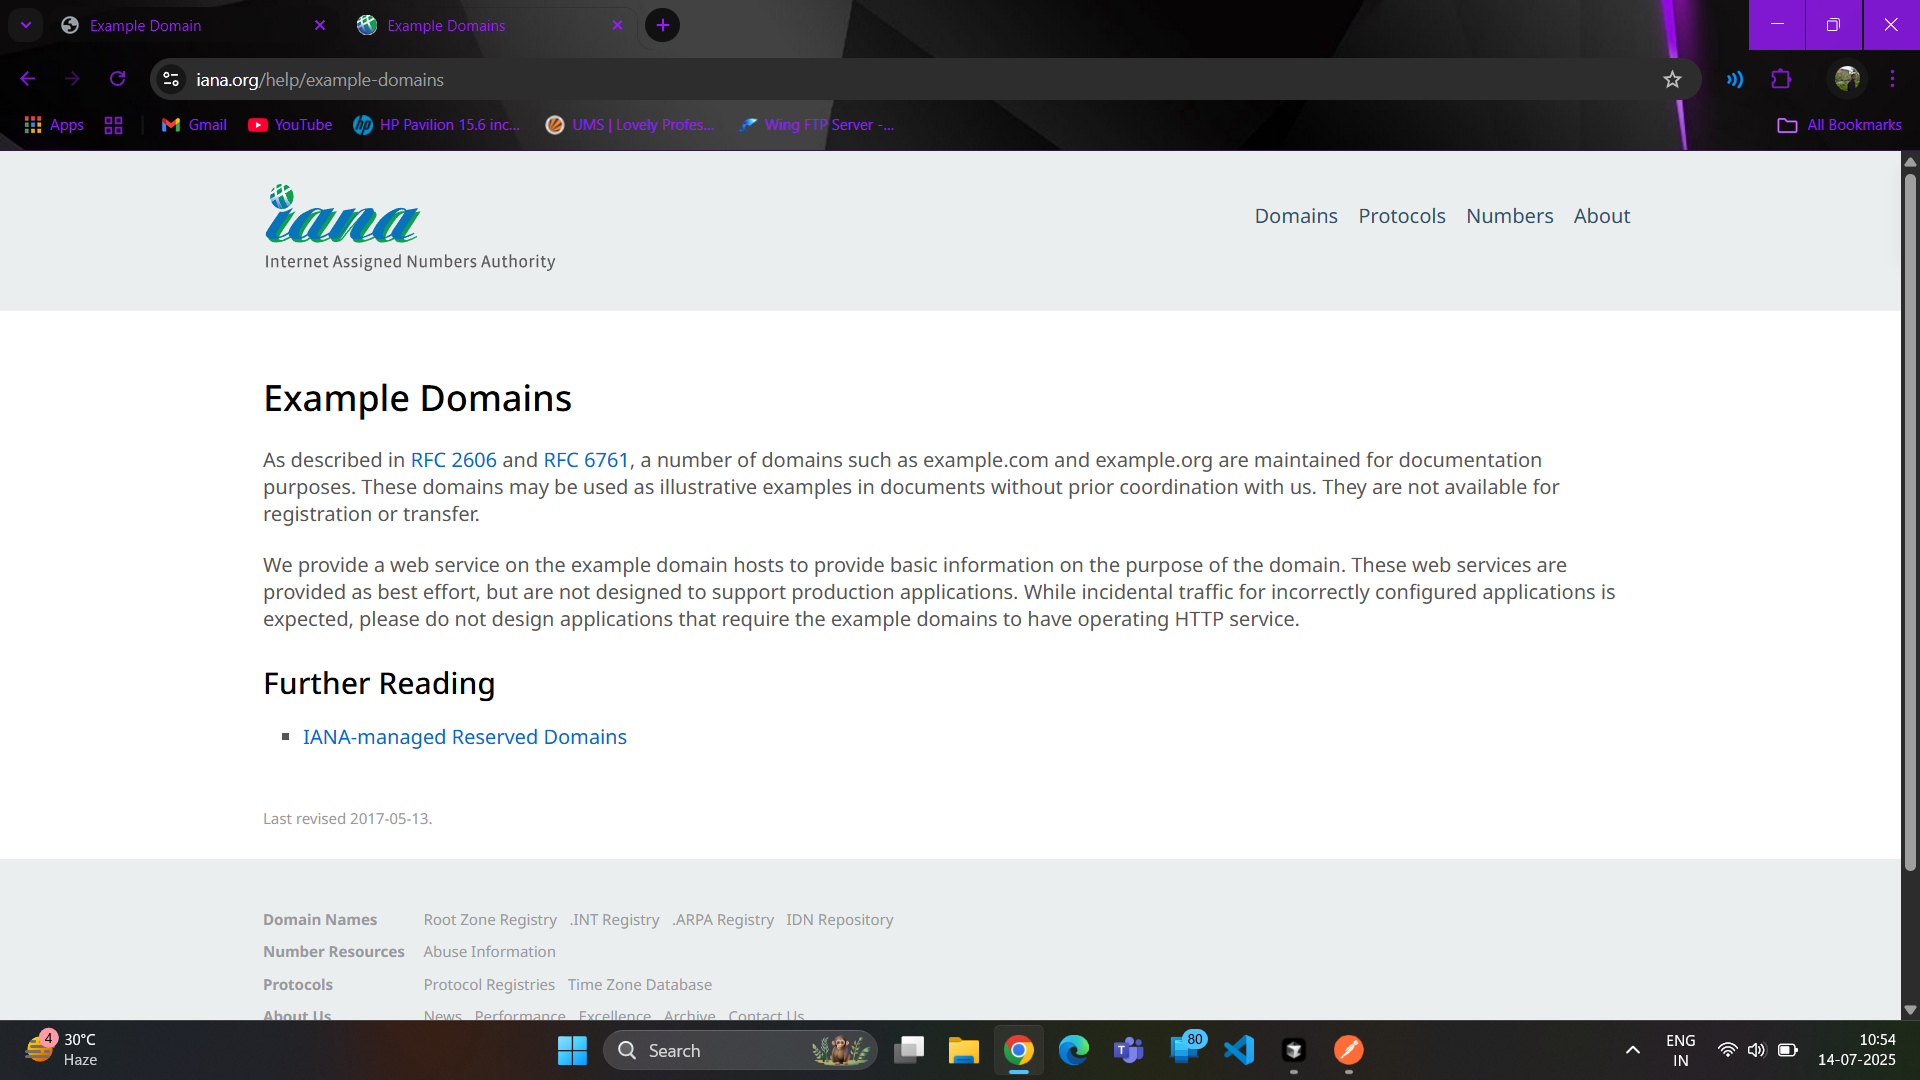 Example Domain
Example Domains
iana.org/help/example-domains
Apps
Gmail
YouTube
HP Pavilion 15.6 inc...
UMS | Lovely Profes...
Wing FTP Server -...
All Bookmarks
iana
Internet Assigned Numbers Authority
Domains Protocols Numbers About
Example Domains
As described in RFC 2606 and RFC 6761, a number of domains such as example.com and example.org are maintained for documentation
purposes. These domains may be used as illustrative examples in documents without prior coordination with us. They are not available for
registration or transfer.
We provide a web service on the example domain hosts to provide basic information on the purpose of the domain. These web services are
provided as best effort, but are not designed to support production applications. While incidental traffic for incorrectly configured applications is
expected, please do not design applications that require the example domains to have operating HTTP service.
Further Reading
IANA-managed Reserved Domains
Last revised 2017-05-13.
Domain Names Root Zone Registry .INT Registry .ARPA Registry IDN Repository
Number Resources Abuse Information
Protocols Protocol Registries Time Zone Database
About Us News Performance Excellence Archive Contact Us
4
30°C
Haze
Search
80
ENG
IN
10:54
14-07-2025